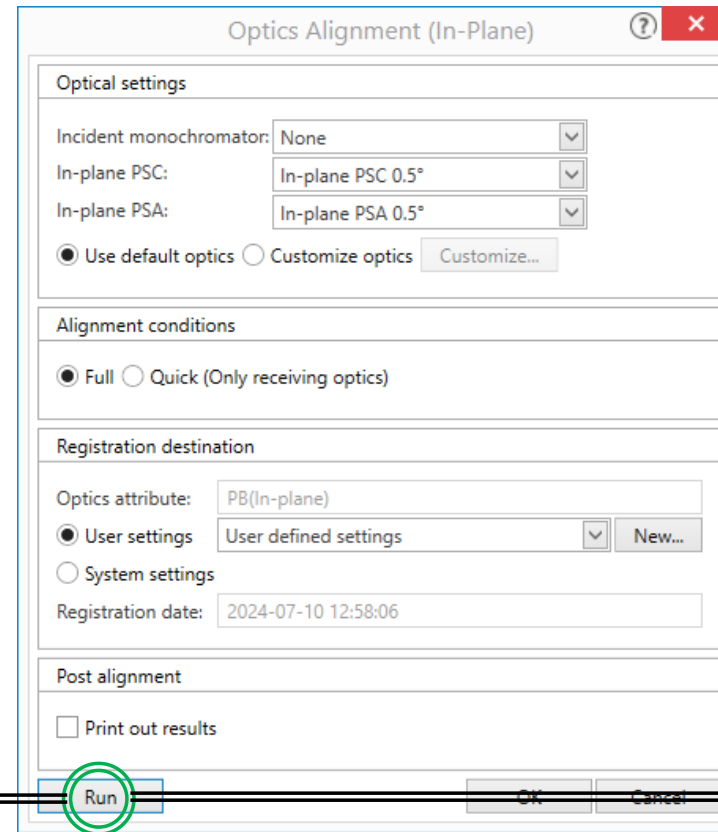 Optics Alignment (In-Plane) ?
Optical settings
Incident monochromator: None
In-plane PSC: In-plane PSC 0.5°
In-plane PSA: In-plane PSA 0.5°
Use default optics Customize optics Customize...
Alignment conditions
Full Quick (Only receiving optics)
Registration destination
Optics attribute: PB(In-plane)
User settings User defined settings New...
System settings
Registration date: 2024-07-10 12:58:06
Post alignment
Print out results
Run OK Cancel